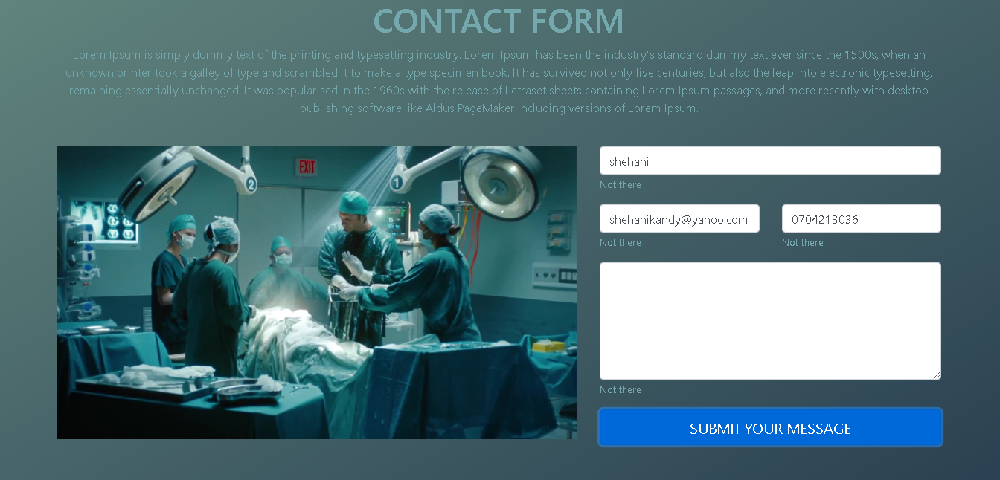 CONTACT FORM
Lorem Ipsum is simply dummy text of the printing and typesetting industry. Lorem Ipsum has been the industry's standard dummy text ever since the 1500s, when an
unknown printer took a galley of type and scrambled it to make a type specimen book. It has survived not only five centuries, but also the leap into electronic typesetting,
remaining essentially unchanged. It was popularised in the 1960s with the release of Letraset sheets containing Lorem Ipsum passages, and more recently with desktop
publishing software like Aldus PageMaker including versions of Lorem Ipsum.
EXIT
2
1
15
shehani
Not there
shehanikandy@yahoo.com
0704213036
Not there
Not there
Not there
SUBMIT YOUR MESSAGE